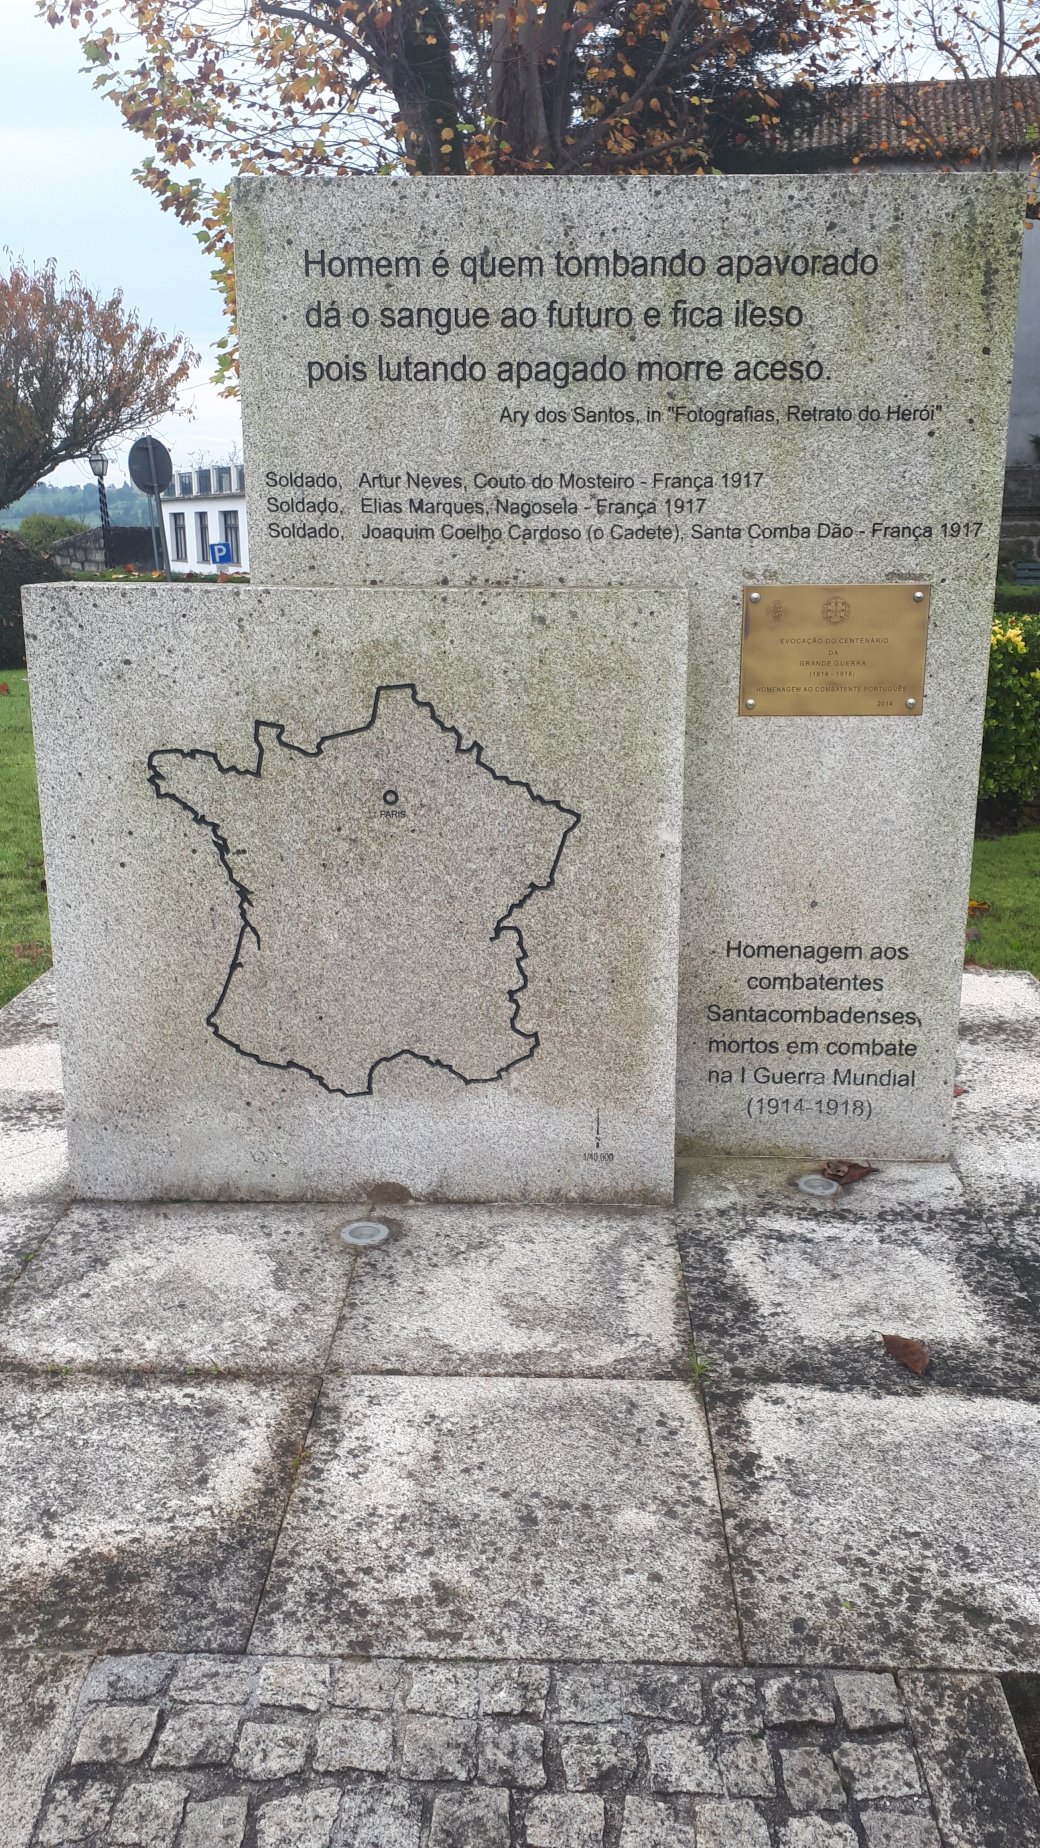 Homem é quem tombando apavorado
dá o sangue ao futuro e fica ileso
pois lutando apagado morre aceso.
Ary dos Santos, in "Fotografias, Retrato do Herói"
Soldado, Artur Neves, Couto do Mosteiro - França 1917
Soldado, Elias Marques, Nagosela - França 1917
Soldado, Joaquim Coelho Cardoso (o Cadete), Santa Comba Dão - França 1917
P
EVOCAÇÃO DO CENTENÁRIO
DA
GRANDE GUERRA
(1914 - 1918)
HOMENAGEM AO COMBATENTE PORTUGUÊS
2014
PARIS
Homenagem aos
combatentes
Santacombadenses,
mortos em combate
na I Guerra Mundial
(1914-1918)
N
1/40.000